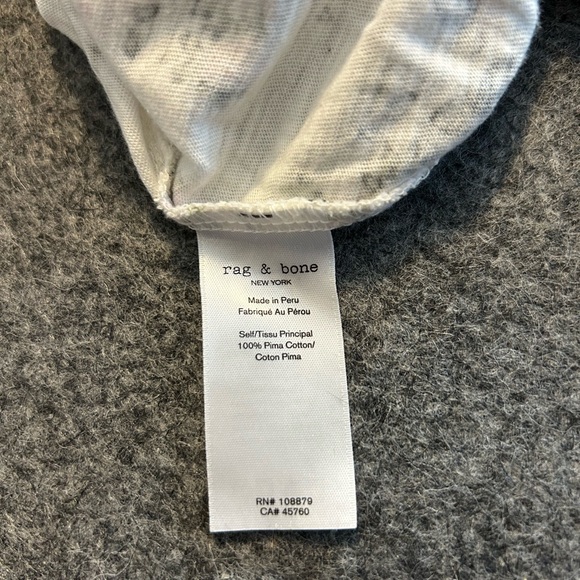 rag & bone
NEW YORK
Made in Peru
Fabriqué Au Pérou
Self/Tissu Principal
100% Pima Cotton/
Coton Pima
RN# 108879
CA# 45760